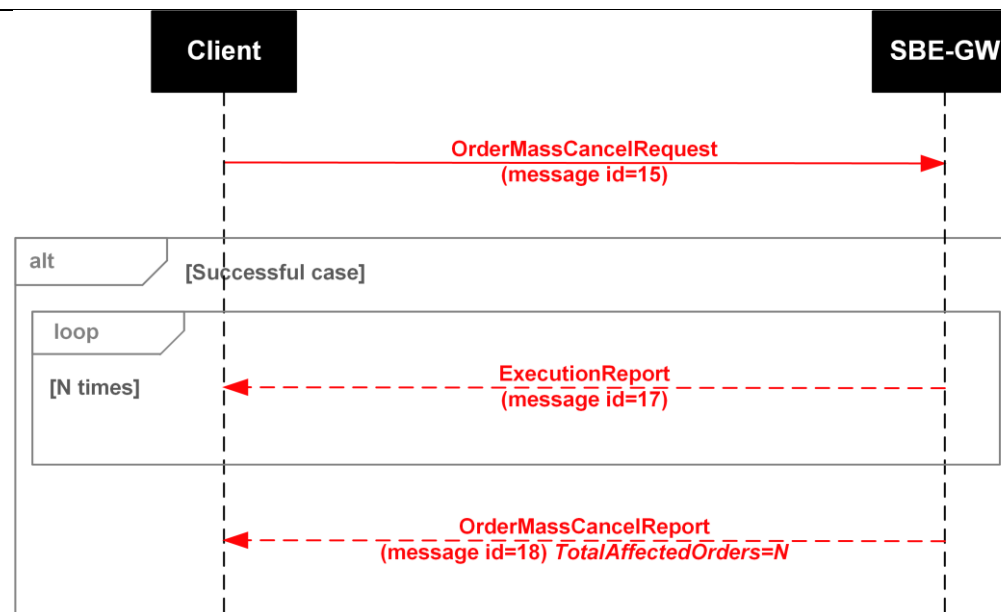 Client
SBE-GW
OrderMassCancelRequest
(message id=15)
alt
[Successful case]
loop
[N times]
ExecutionReport
(message id=17)
OrderMassCancelReport
(message id=18) TotalAffectedOrders=N